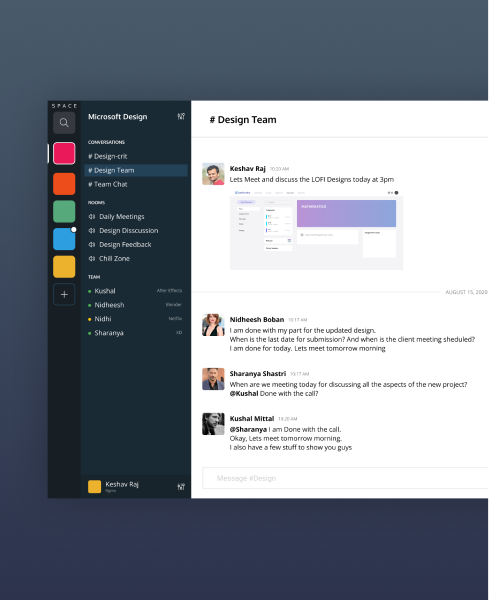 SPACE
Microsoft Design
CONVERSATIONS
# Design-crit
# Design Team
# Team Chat
ROOMS
Daily Meetings
Design Disscussion
Design Feedback
Chill Zone
TEAM
Kushal After Effects
Nidheesh Blender
Nidhi Netflix
Sharanya XD
Keshav Raj
# Design Team
Keshav Raj 10:20 AM
Lets Meet and discuss the LOFI Designs today at 3pm
MATHEMATICS
AUGUST 15, 2020
Nidheesh Boban 10:17 AM
I am done with my part for the updated design.
When is the last date for submission? And when is the client meeting sheduled?
I am done for today. Lets meet tomorrow morning
Sharanya Shastri 10:17 AM
When are we meeting today for discussing all the aspects of the new project?
@Kushal Done with the call?
Kushal Mittal 14:20 AM
@Sharanya I am Done with the call.
Okay, Lets meet tomorrow morning.
I also have a few stuff to show you guys
Message #Design